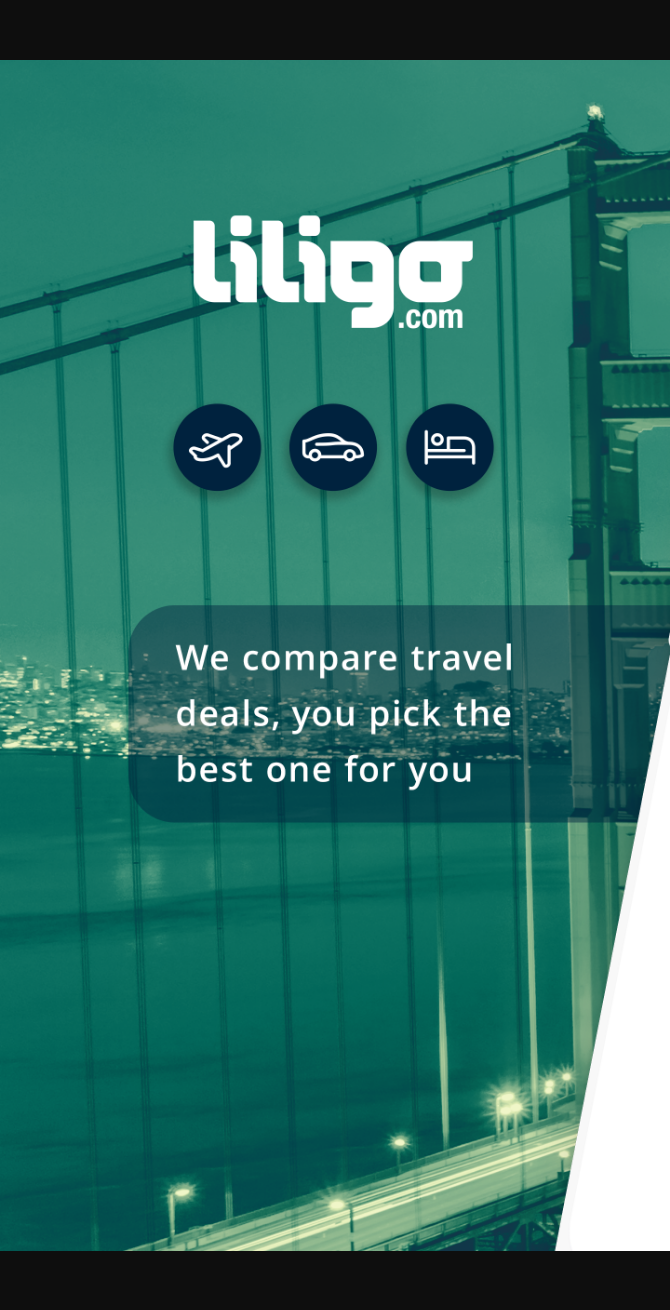 liligo
.com
We compare travel
deals, you pick the
best one for you